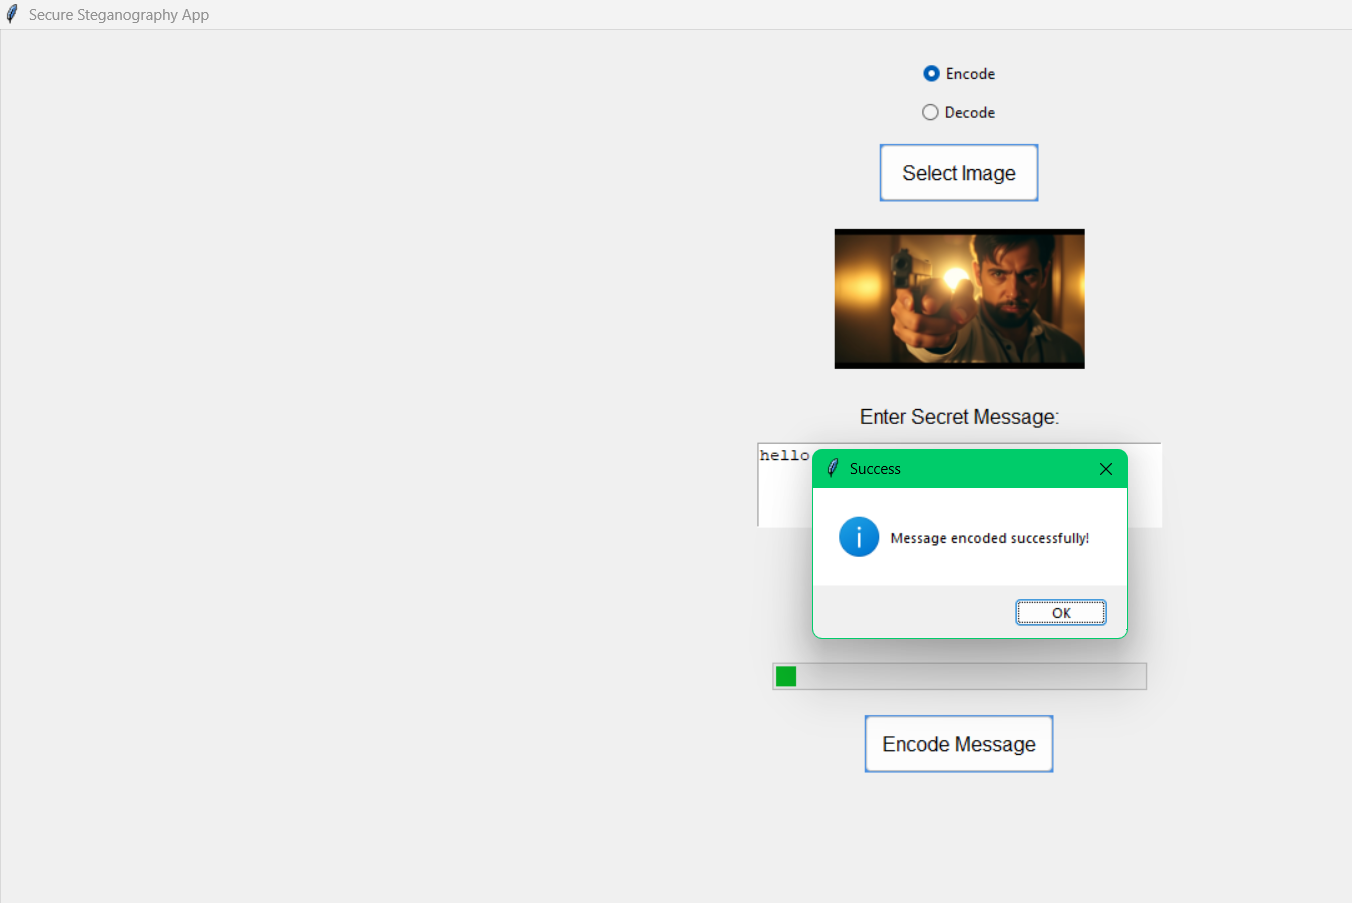 Secure Steganography App
Encode
Decode
Select Image
Enter Secret Message:
hello
Success
Message encoded successfully!
OK
Encode Message